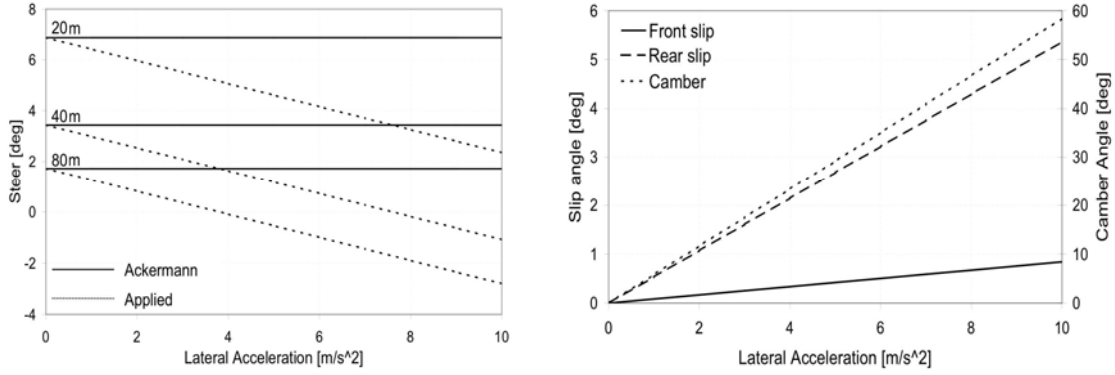 8
6
4
2
0
-2
-4
Steer [deg]
20m
40m
80m
Ackermann
Applied
0 2 4 6 8 10
Lateral Acceleration [m/s^2]
6
5
4
3
2
1
0
Slip angle [deg]
Front slip
Rear slip
Camber
60
50
40
30
20
10
0
Camber Angle [deg]
0 2 4 6 8 10
Lateral Acceleration [m/s^2]